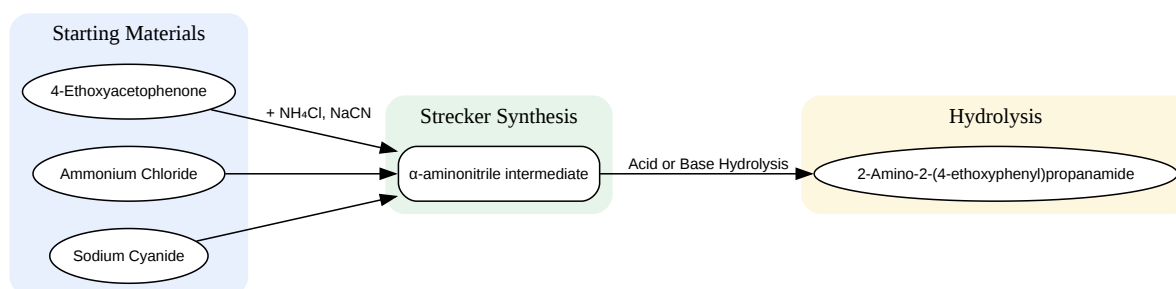 Starting Materials
4-Ethoxyacetophenone
+ NH₄Cl, NaCN
Ammonium Chloride
Sodium Cyanide
Strecker Synthesis
α-aminonitrile intermediate
Acid or Base Hydrolysis
Hydrolysis
2-Amino-2-(4-ethoxyphenyl)propanamide